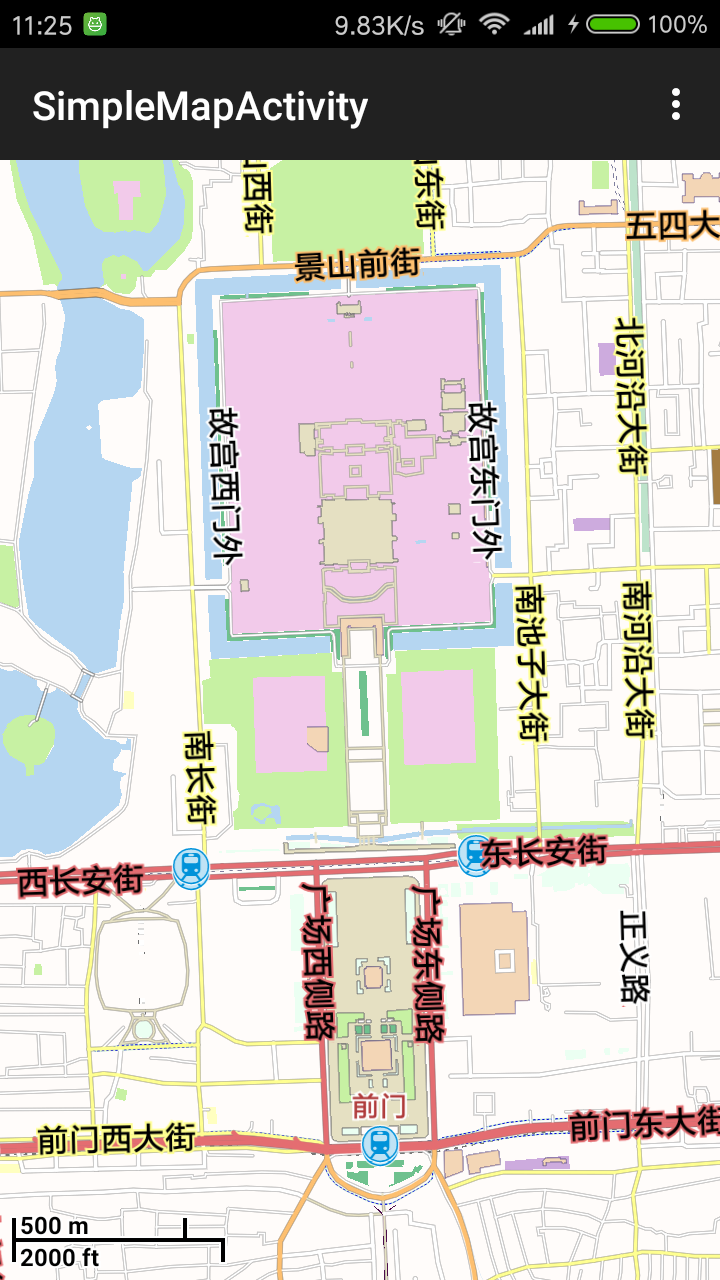 11:25
9.83K/s
100%
SimpleMapActivity
山西街
山东街
五四大
景山前街
北河沿大街
故宫西门外
故宫东门外
南池子大街
南河沿大街
南长街
西长安街
东长安街
广场西侧路
广场东侧路
正义路
前门
前门西大街
前门东大街
500 m
2000 ft